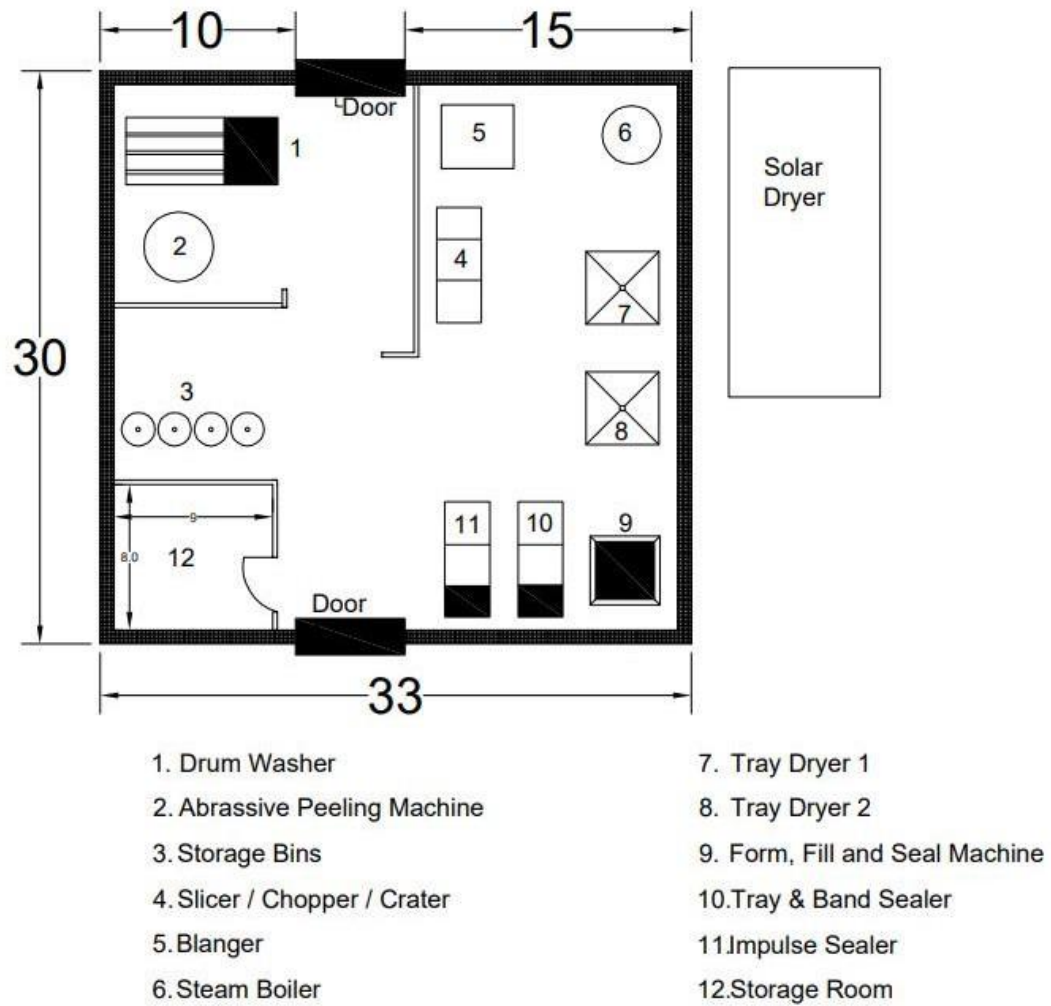 10
15
Door
1
5
6
Solar
Dryer
2
4
7
30
3
8
9
8.0
12
11
10
9
Door
33
1. Drum Washer
2. Abrassive Peeling Machine
3. Storage Bins
4. Slicer / Chopper / Crater
5. Blanger
6. Steam Boiler
7. Tray Dryer 1
8. Tray Dryer 2
9. Form, Fill and Seal Machine
10.Tray & Band Sealer
11.Impulse Sealer
12.Storage Room